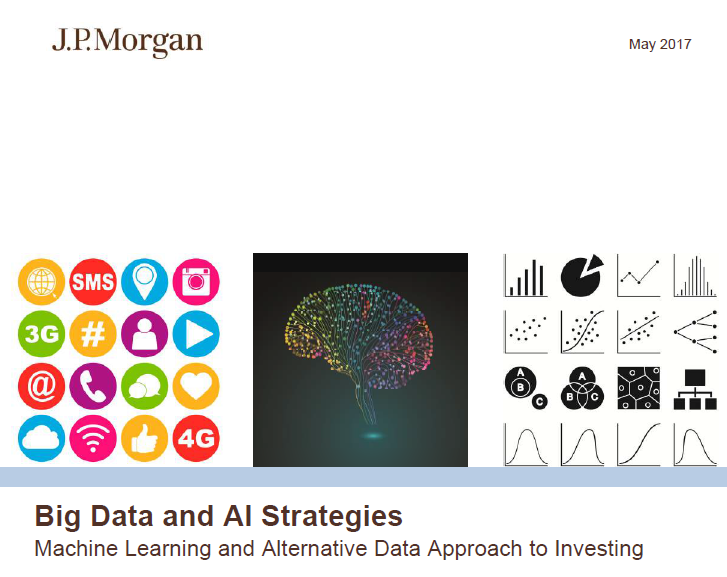 J.P.Morgan
May 2017
SMS
3G
#
@
4G
A
B
C
A
B
C
Big Data and AI Strategies
Machine Learning and Alternative Data Approach to Investing